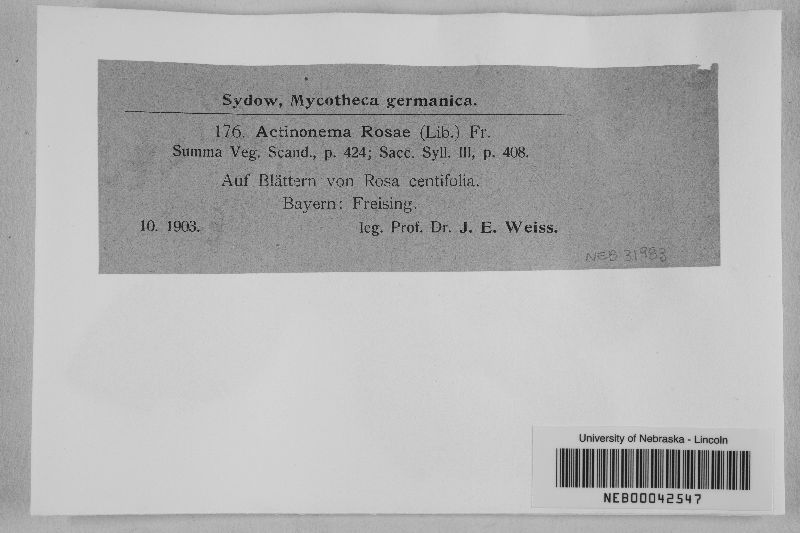 Sydow, Mycotheca germanica.
176. Actinonema Rosae (Lib.) Fr.
Summa Veg. Scand., p. 424; Sacc. Syll. III, p. 408.
Auf Blättern von Rosa centifolia.
Bayern: Freising.
10. 1903. leg. Prof. Dr. J. E. Weiss.
NEB 31983
University of Nebraska - Lincoln
NEB00042547